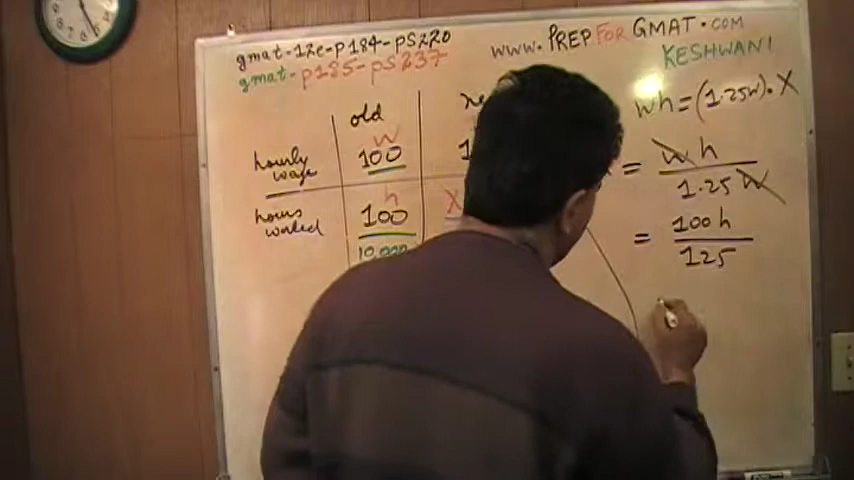 gmat-12e-p184-PS220
gmat-p185-PS237
www.PREPFORGMAT.COM
KESHWANI
old
hourly wage
w
100
hours worked
h
100
10,000
X
wh=(1.25w).X
= wh
1.25 w
= 100h
125